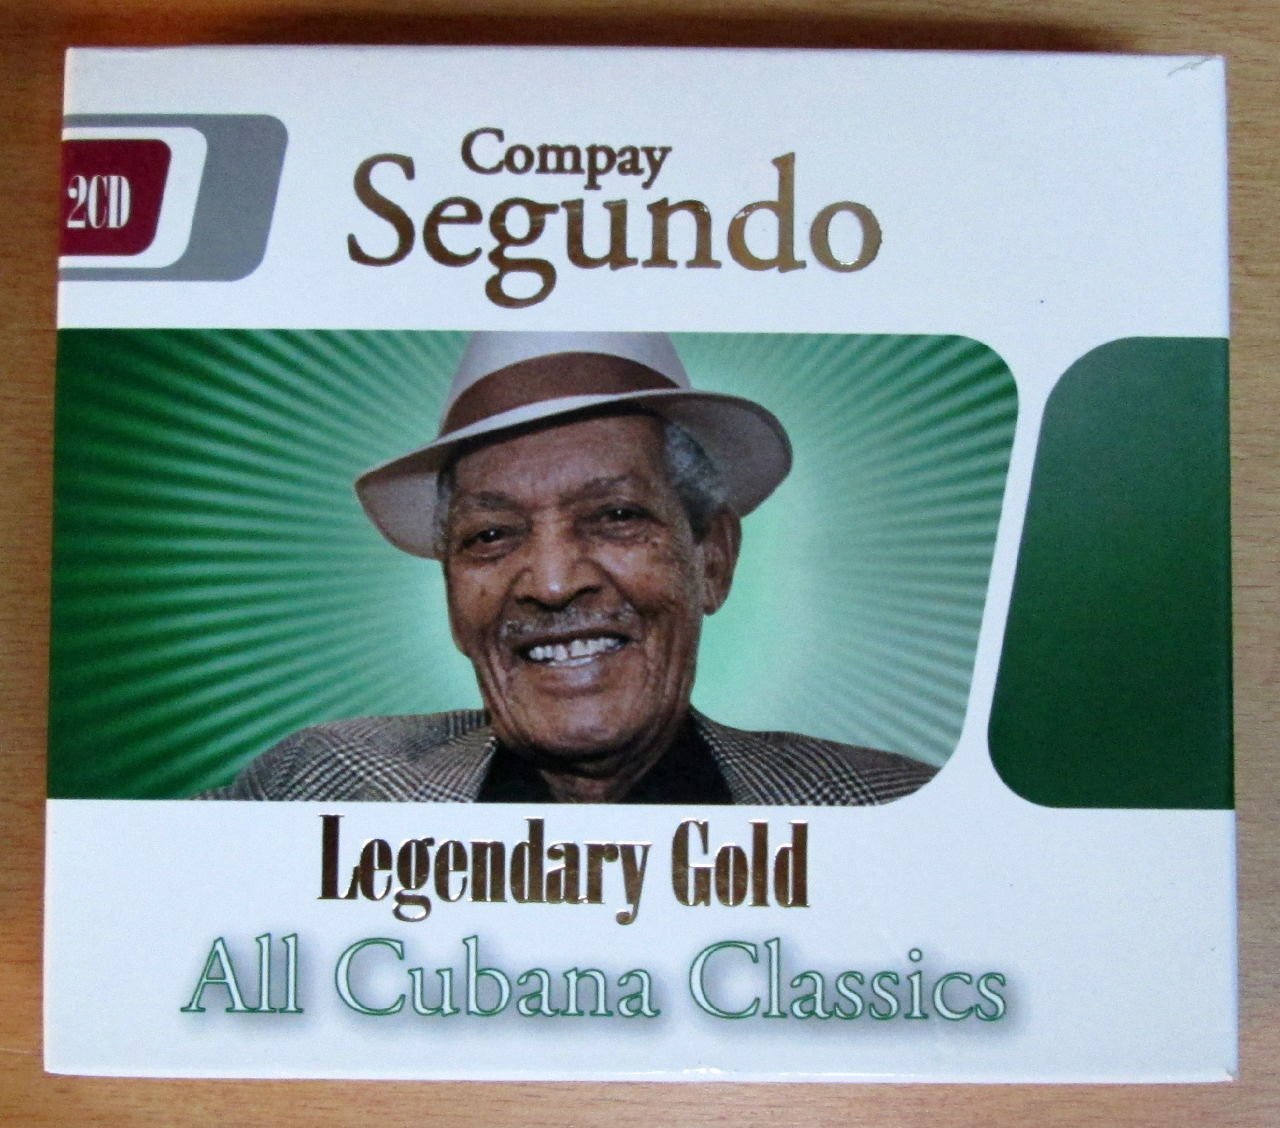 2CD
Compay
Segundo
Legendary Gold
All Cubana Classics